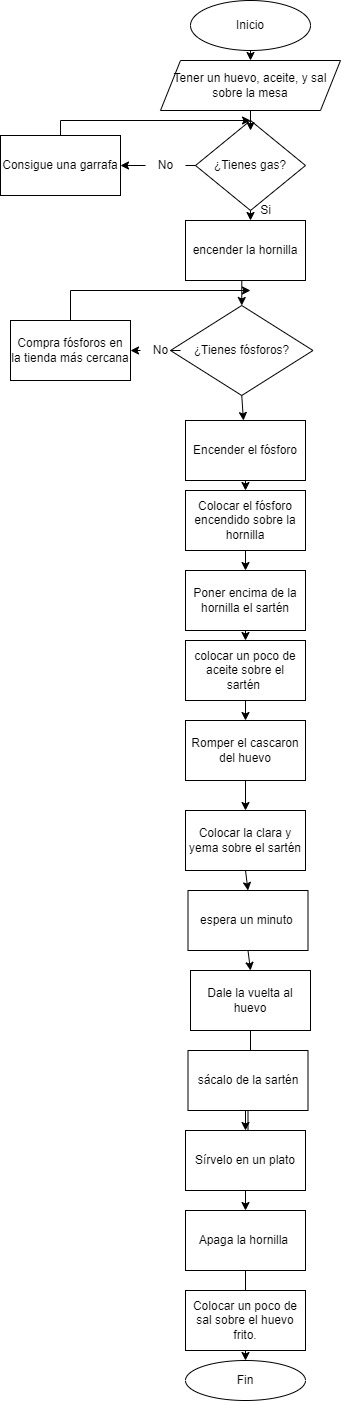 Inicio
Tener un huevo, aceite, y sal
sobre la mesa
Consigue una garrafa
No
¿Tienes gas?
Si
encender la hornilla
Compra fósforos en
la tienda más cercana
No
¿Tienes fósforos?
Encender el fósforo
Colocar el fósforo
encendido sobre la
hornilla
Poner encima de la
hornilla el sartén
colocar un poco de
aceite sobre el
sartén
Romper el cascaron
del huevo
Colocar la clara y
yema sobre el sartén
espera un minuto
Dale la vuelta al
huevo
sácalo de la sartén
Sírvelo en un plato
Apaga la hornilla
Colocar un poco de
sal sobre el huevo
frito.
Fin